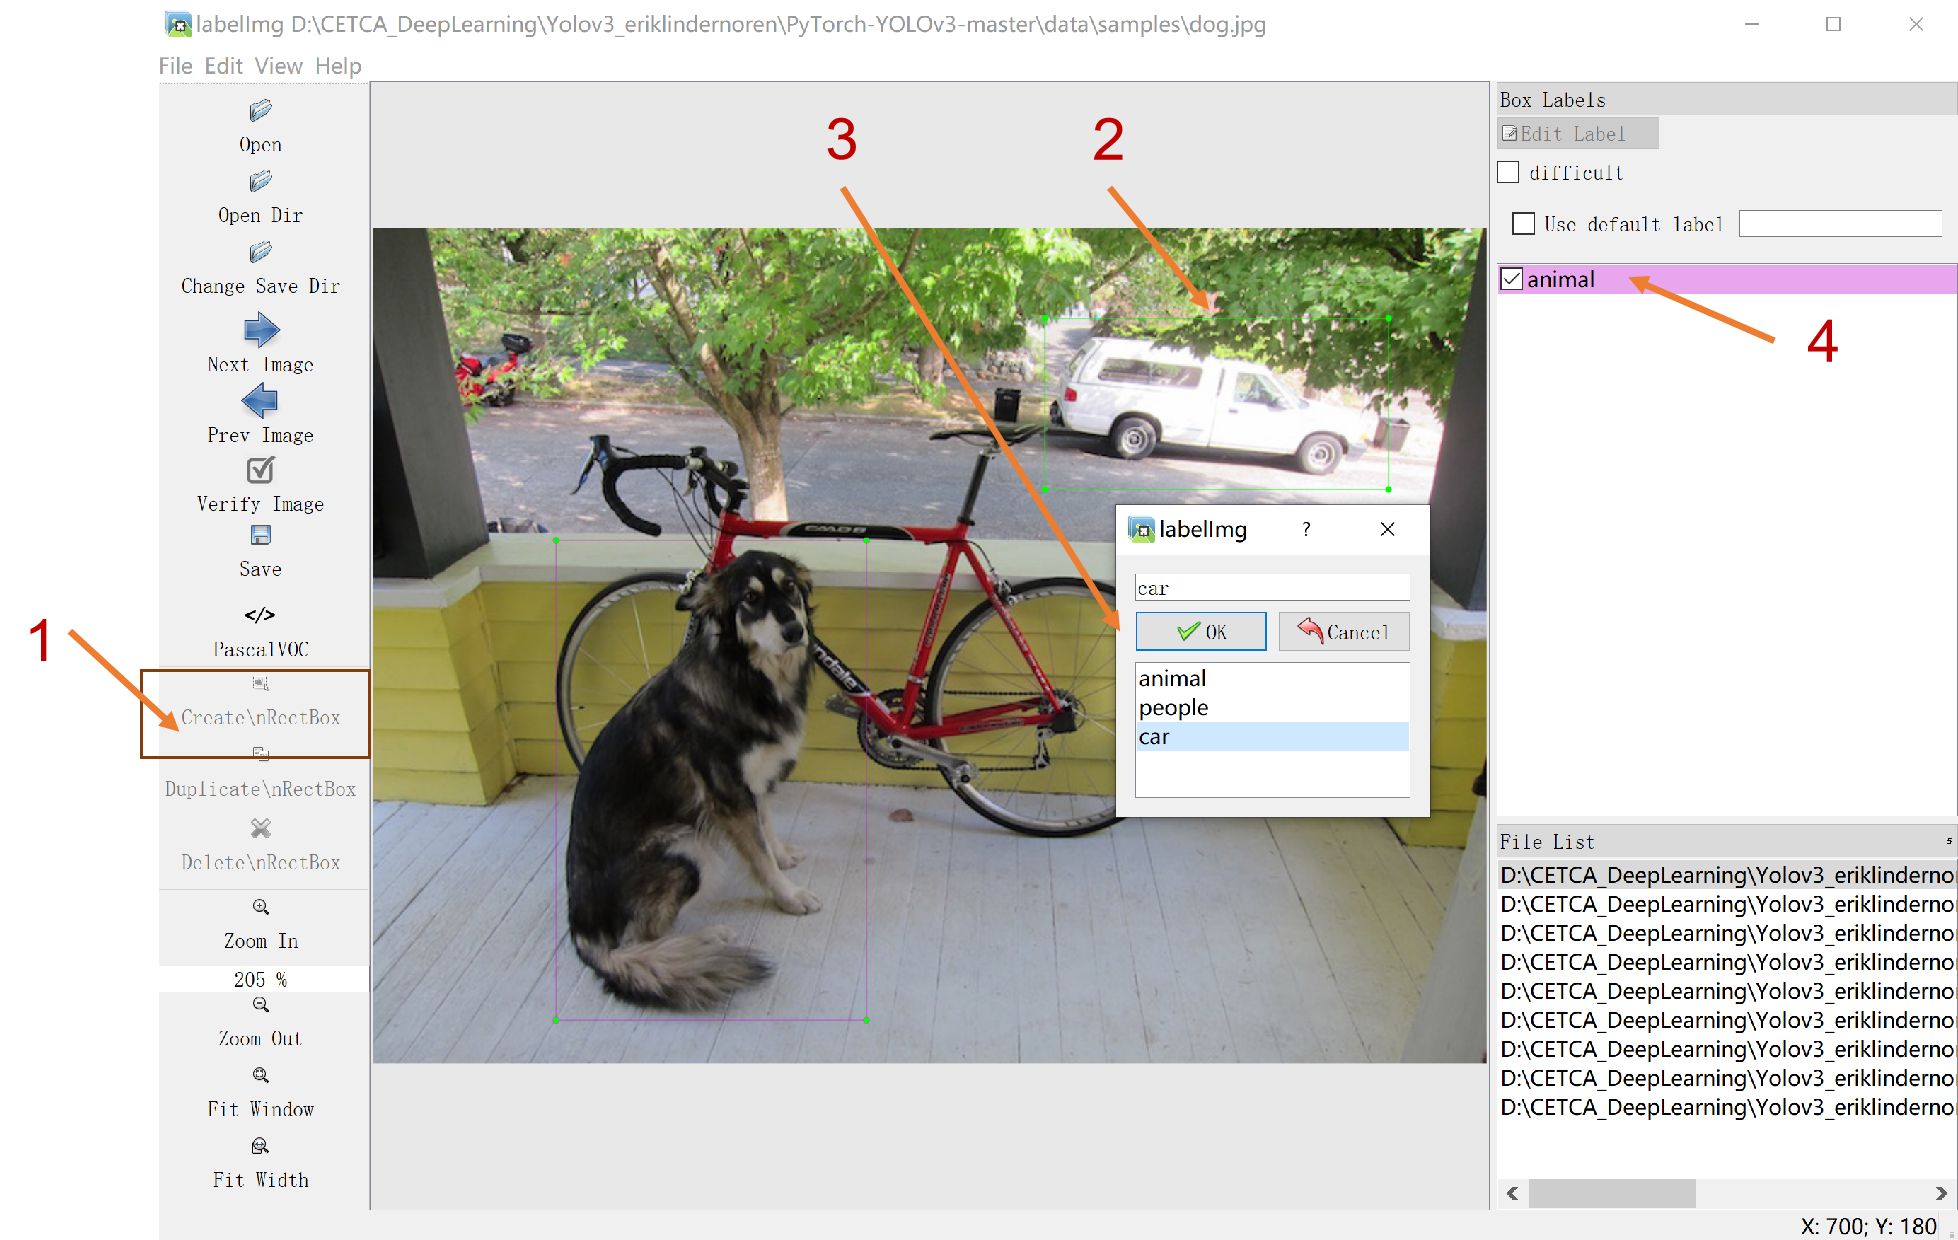 labelImg D:\CETCA_DeepLearning\Yolov3_eriklindernoren\PyTorch-YOLOv3-master\data\samples\dog.jpg
File Edit View Help
Open
Open Dir
Change Save Dir
Next Image
Prev Image
Verify Image
Save
</>
PascalVOC
1
Create\nRectBox
Duplicate\nRectBox
Delete\nRectBox
Zoom In
205 %
Zoom Out
Fit Window
Fit Width
3
2
labelImg ?
car
OK Cancel
animal
people
car
Box Labels
Edit Label
difficult
Use default label
animal
4
File List
D:\CETCA_DeepLearning\Yolov3_eriklinderno
D:\CETCA_DeepLearning\Yolov3_eriklinderno
D:\CETCA_DeepLearning\Yolov3_eriklinderno
D:\CETCA_DeepLearning\Yolov3_eriklinderno
D:\CETCA_DeepLearning\Yolov3_eriklinderno
D:\CETCA_DeepLearning\Yolov3_eriklinderno
D:\CETCA_DeepLearning\Yolov3_eriklinderno
D:\CETCA_DeepLearning\Yolov3_eriklinderno
D:\CETCA_DeepLearning\Yolov3_eriklinderno
X: 700; Y: 180